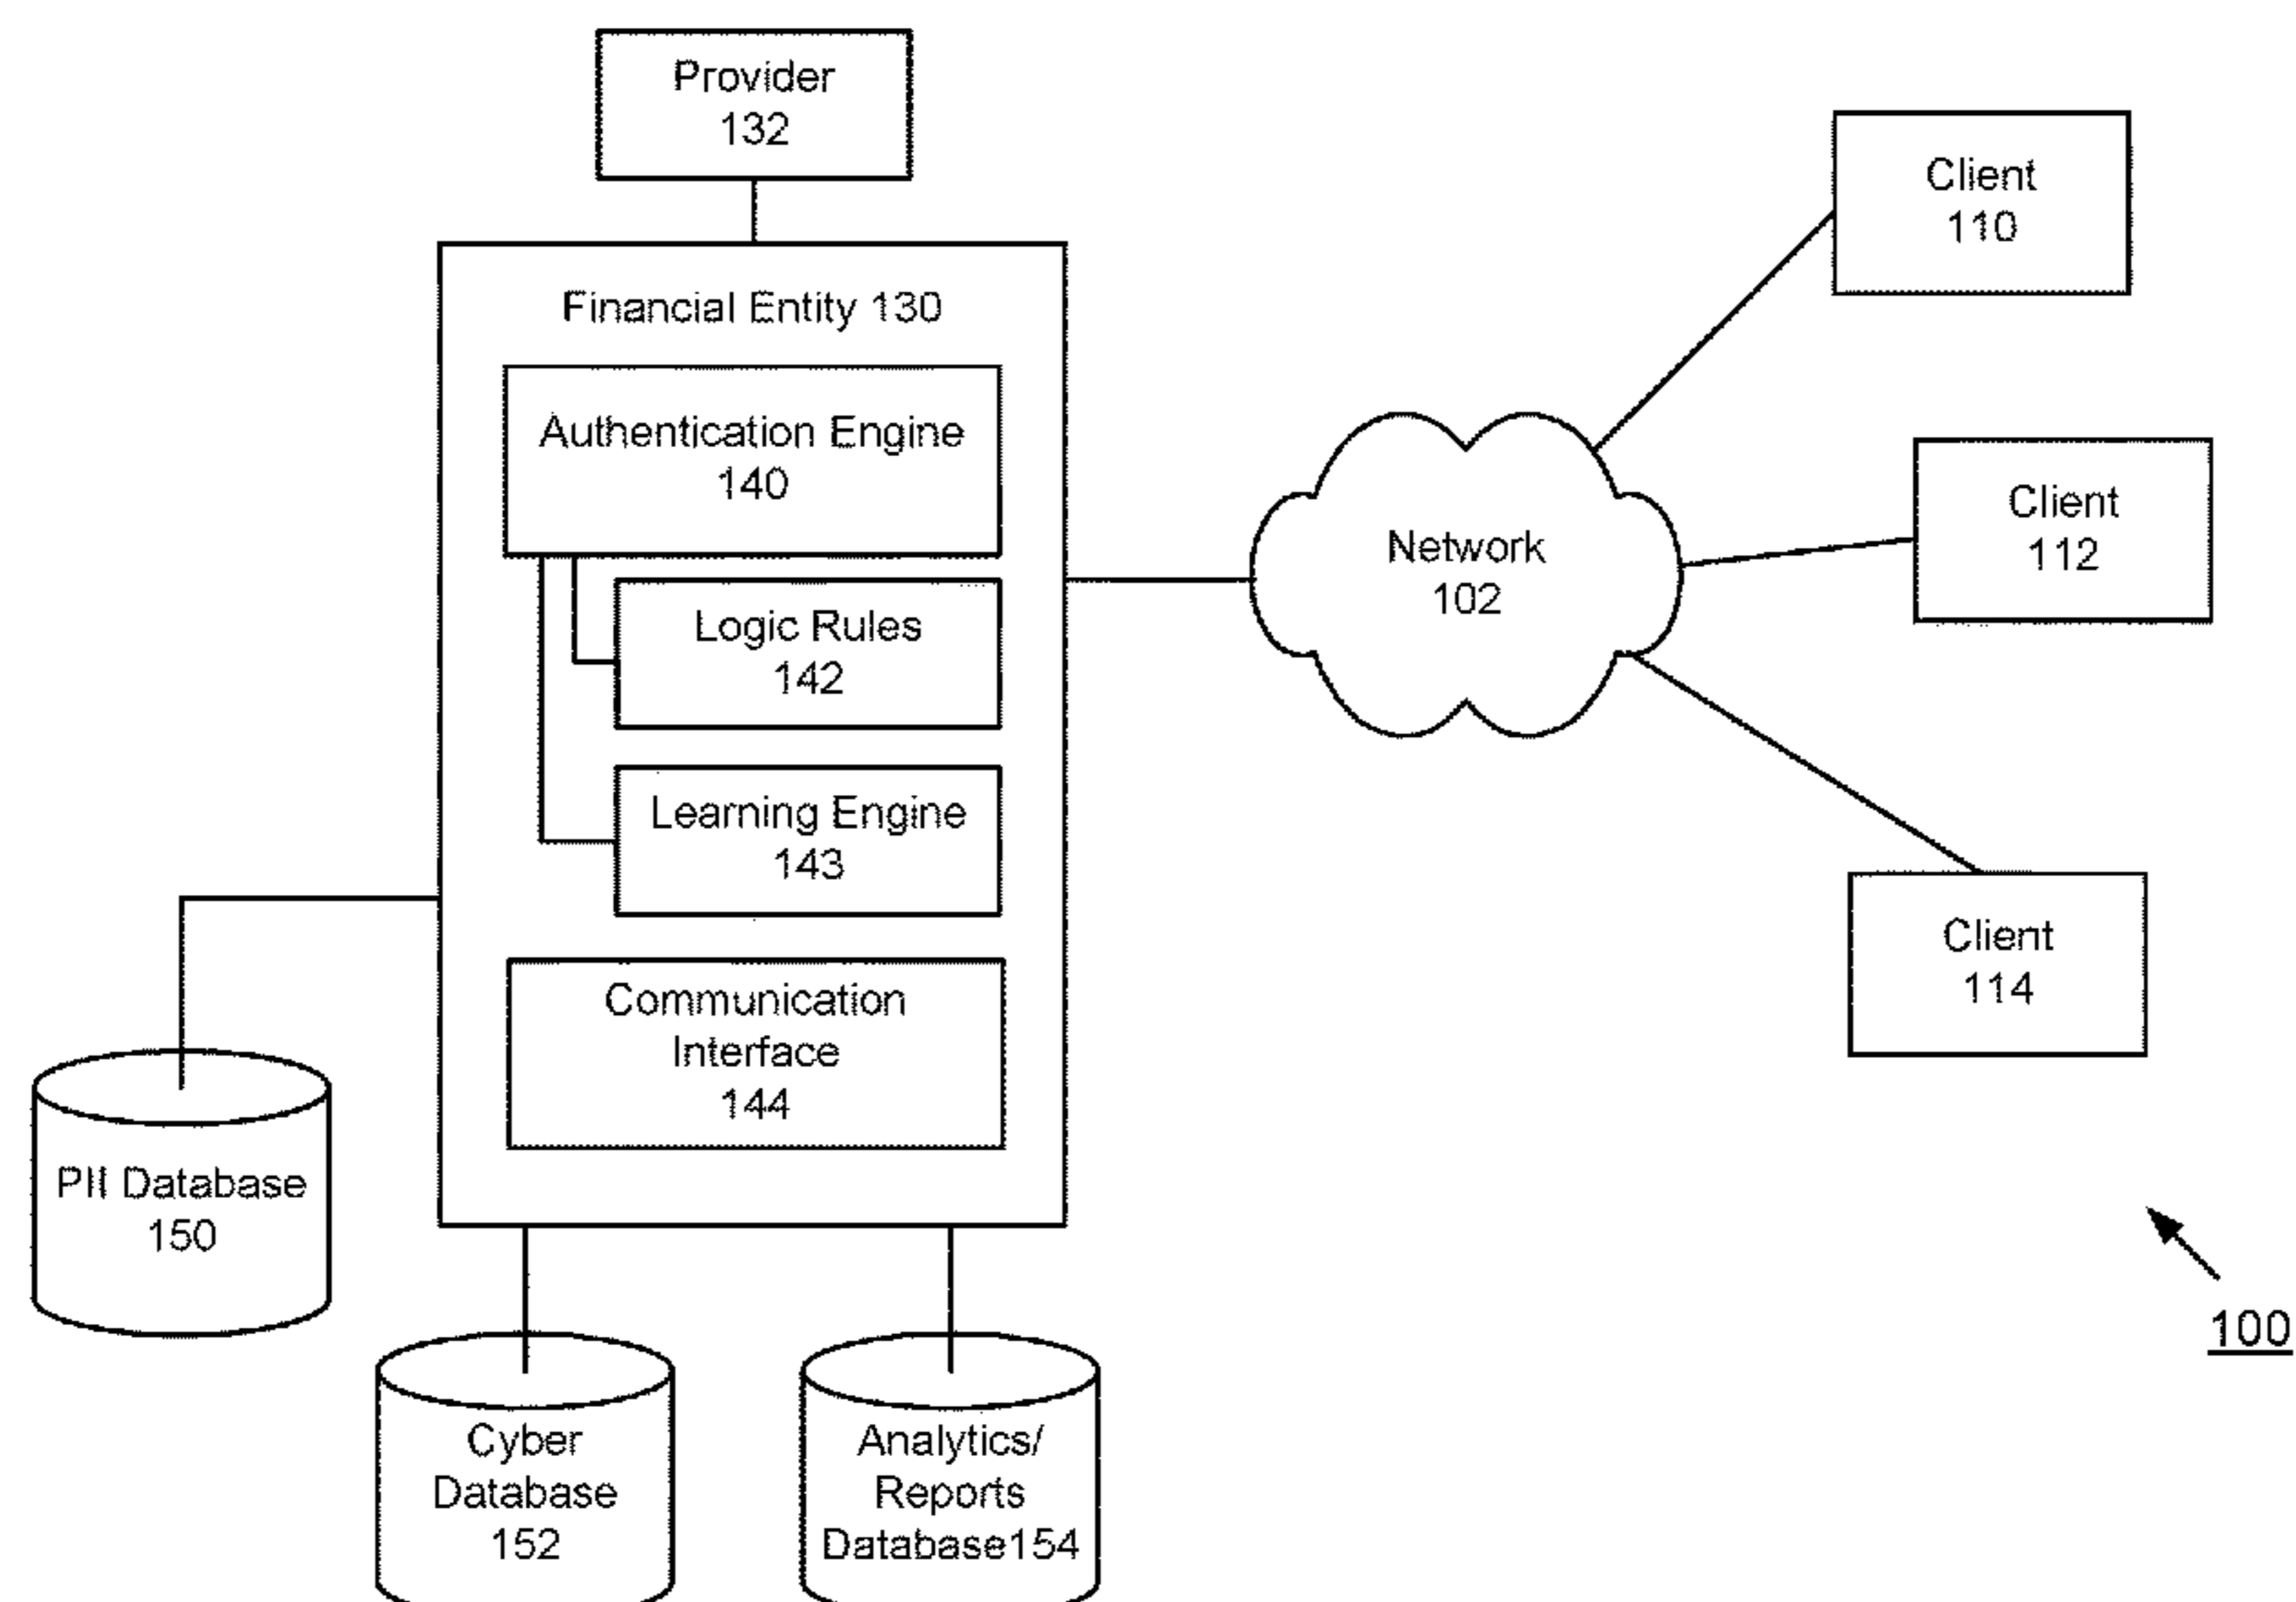 Provider
132
Financial Entity 130
Authentication Engine
140
Logic Rules
142
Learning Engine
143
Communication
Interface
144
PII Database
150
Cyber
Database
152
Analytics/
Reports
Database154
Network
102
Client
110
Client
112
Client
114
100